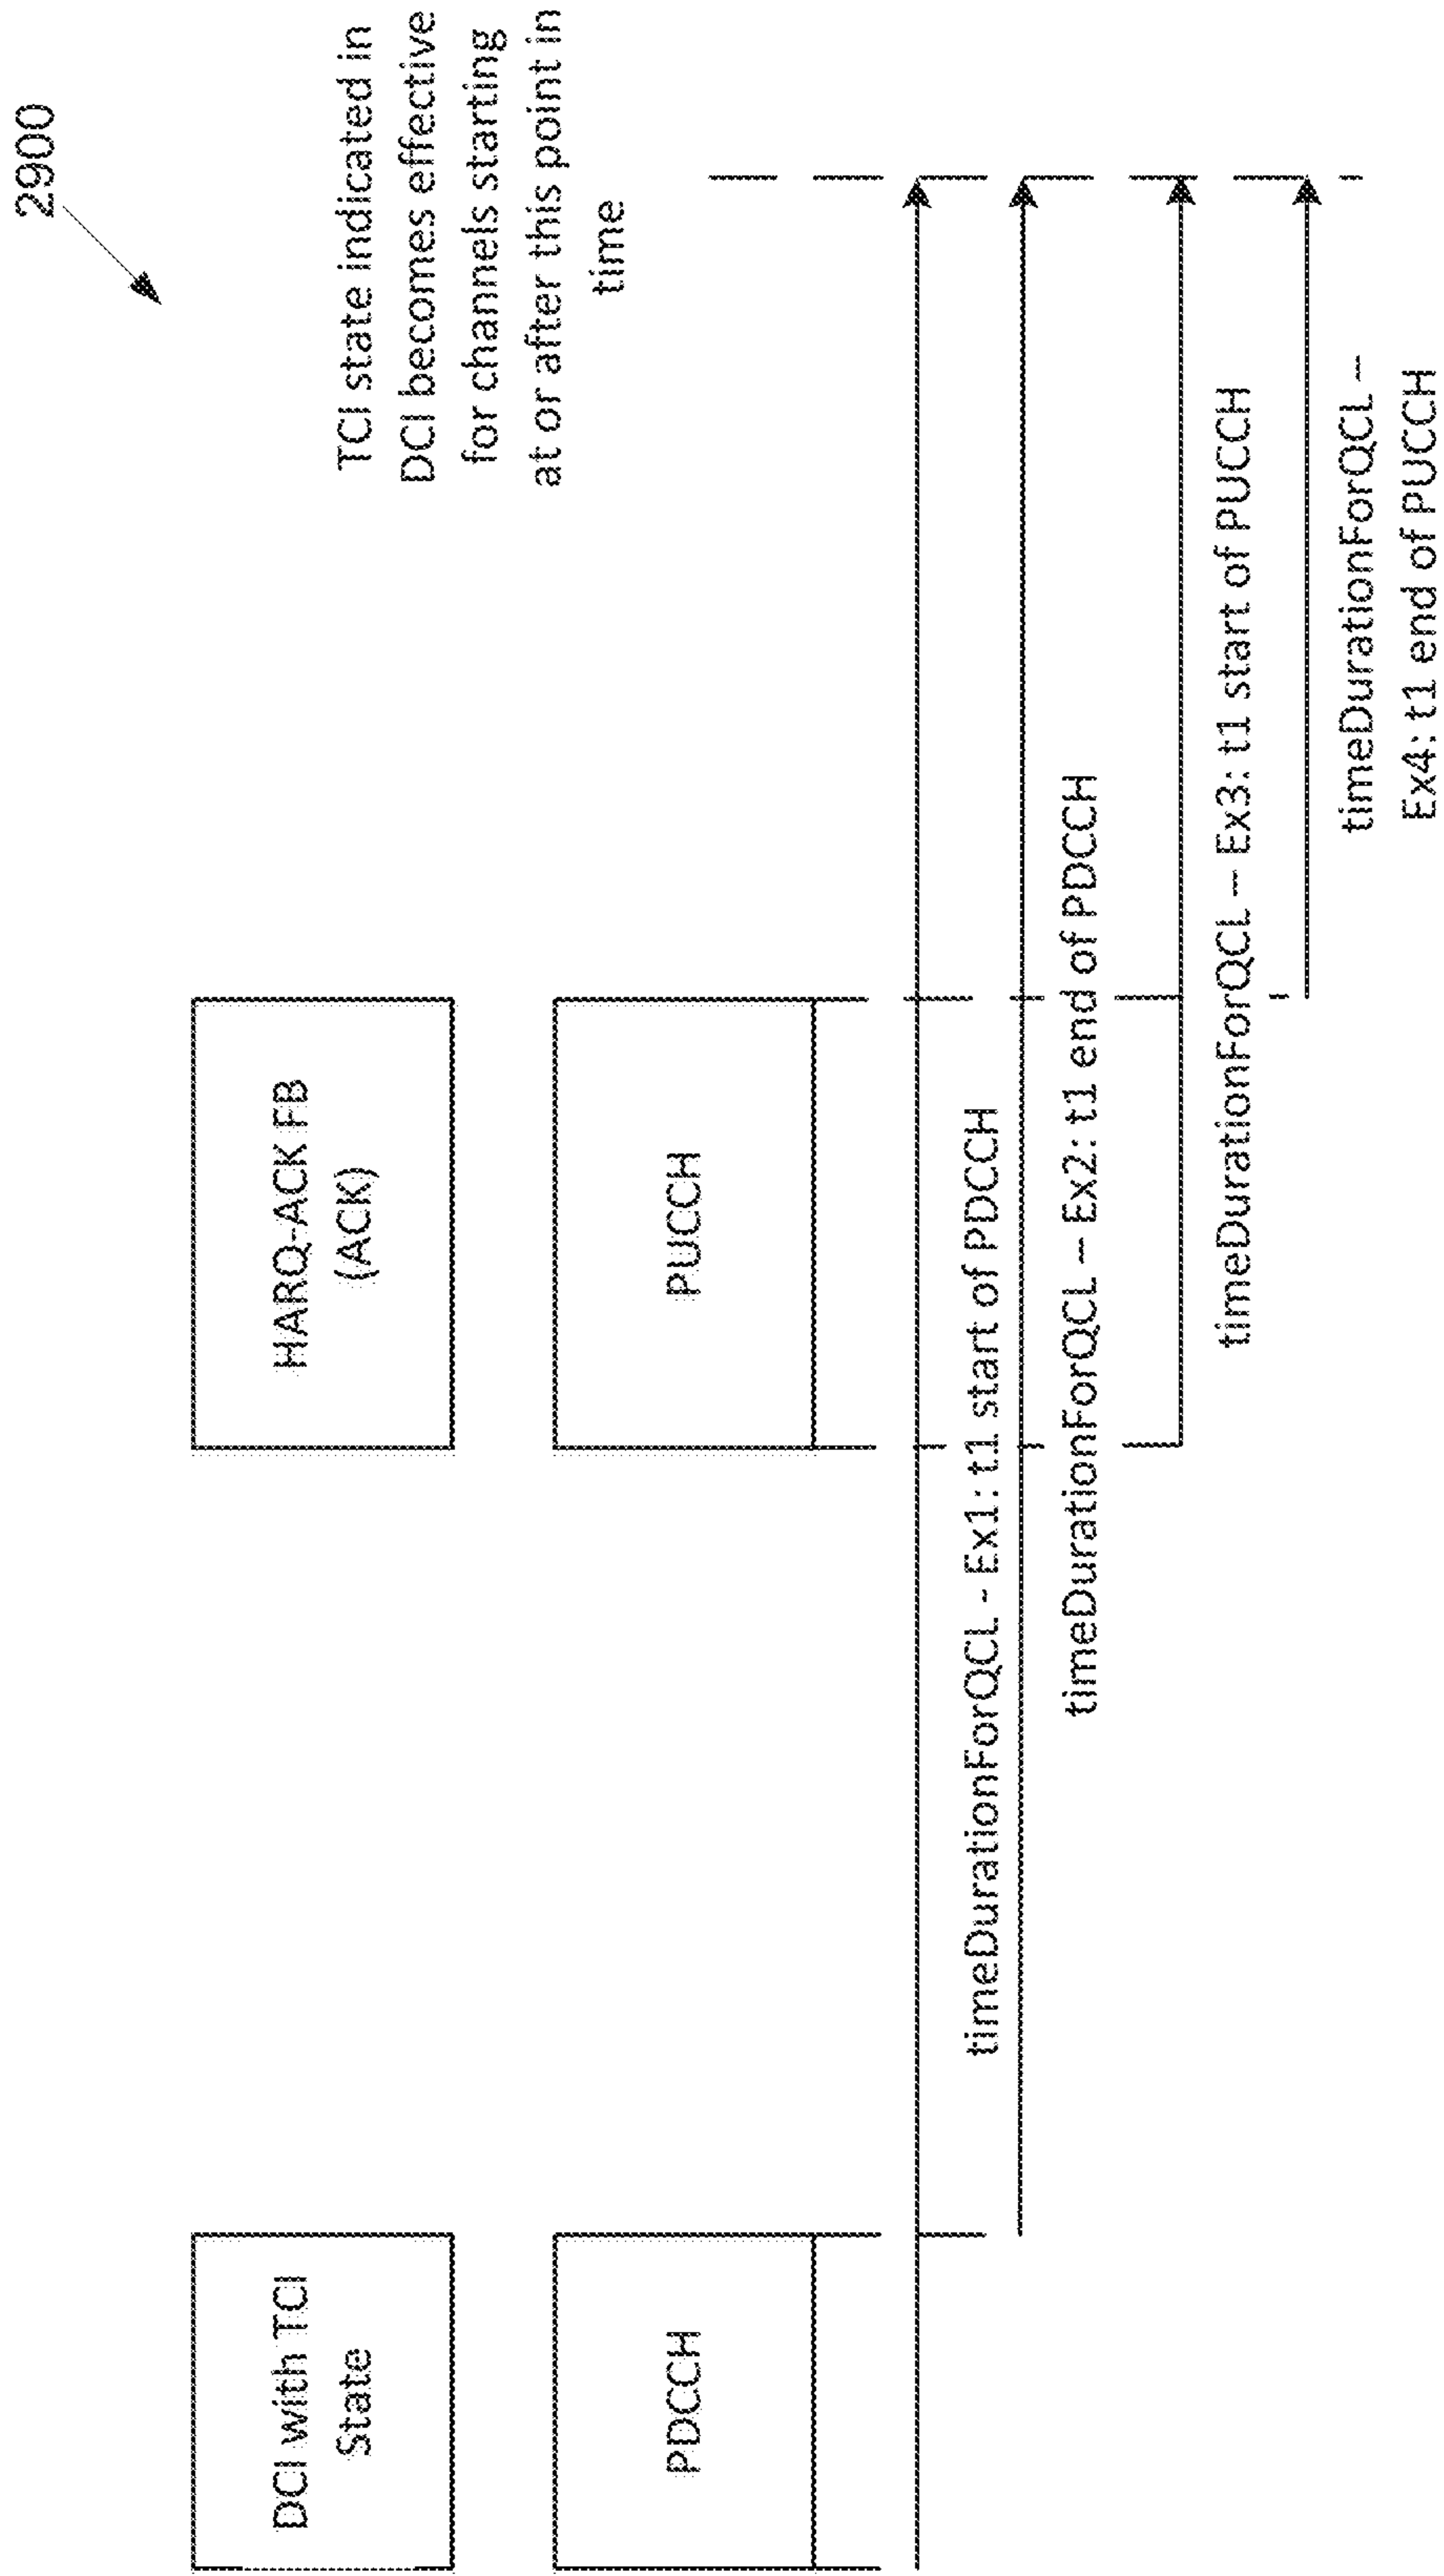 2900
TCI state indicated in
DCI becomes effective
for channels starting
at or after this point in
time
DCI with TCI
State
HARQ-ACK FB
(ACK)
PDCCH
PUCCH
timeDurationForQCL - Ex1: t1 start of PDCCH
timeDurationForQCL – Ex2: t1 end of PDCCH
timeDurationForQCL – Ex3: t1 start of PUCCH
timeDurationForQCL –
Ex4: t1 end of PUCCH